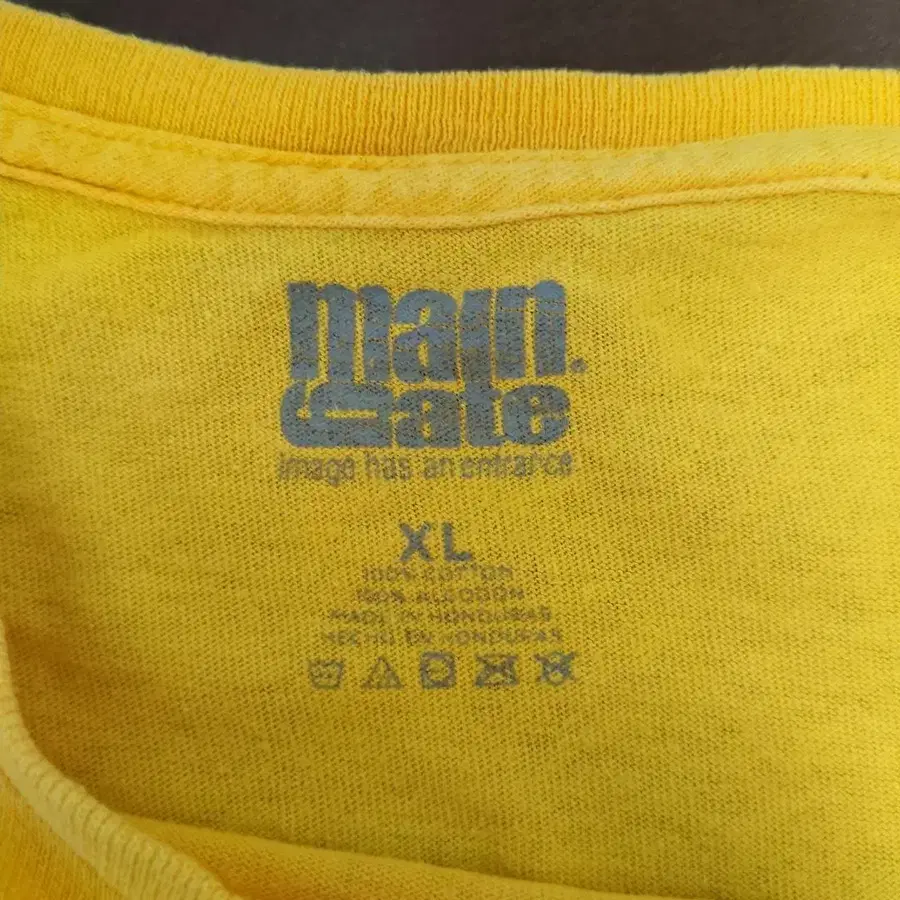 main.
Gate
image has an entrance
XL
100% COTTON
100% ALGODON
MADE IN HONDURAS
HECHO EN HONDURAS